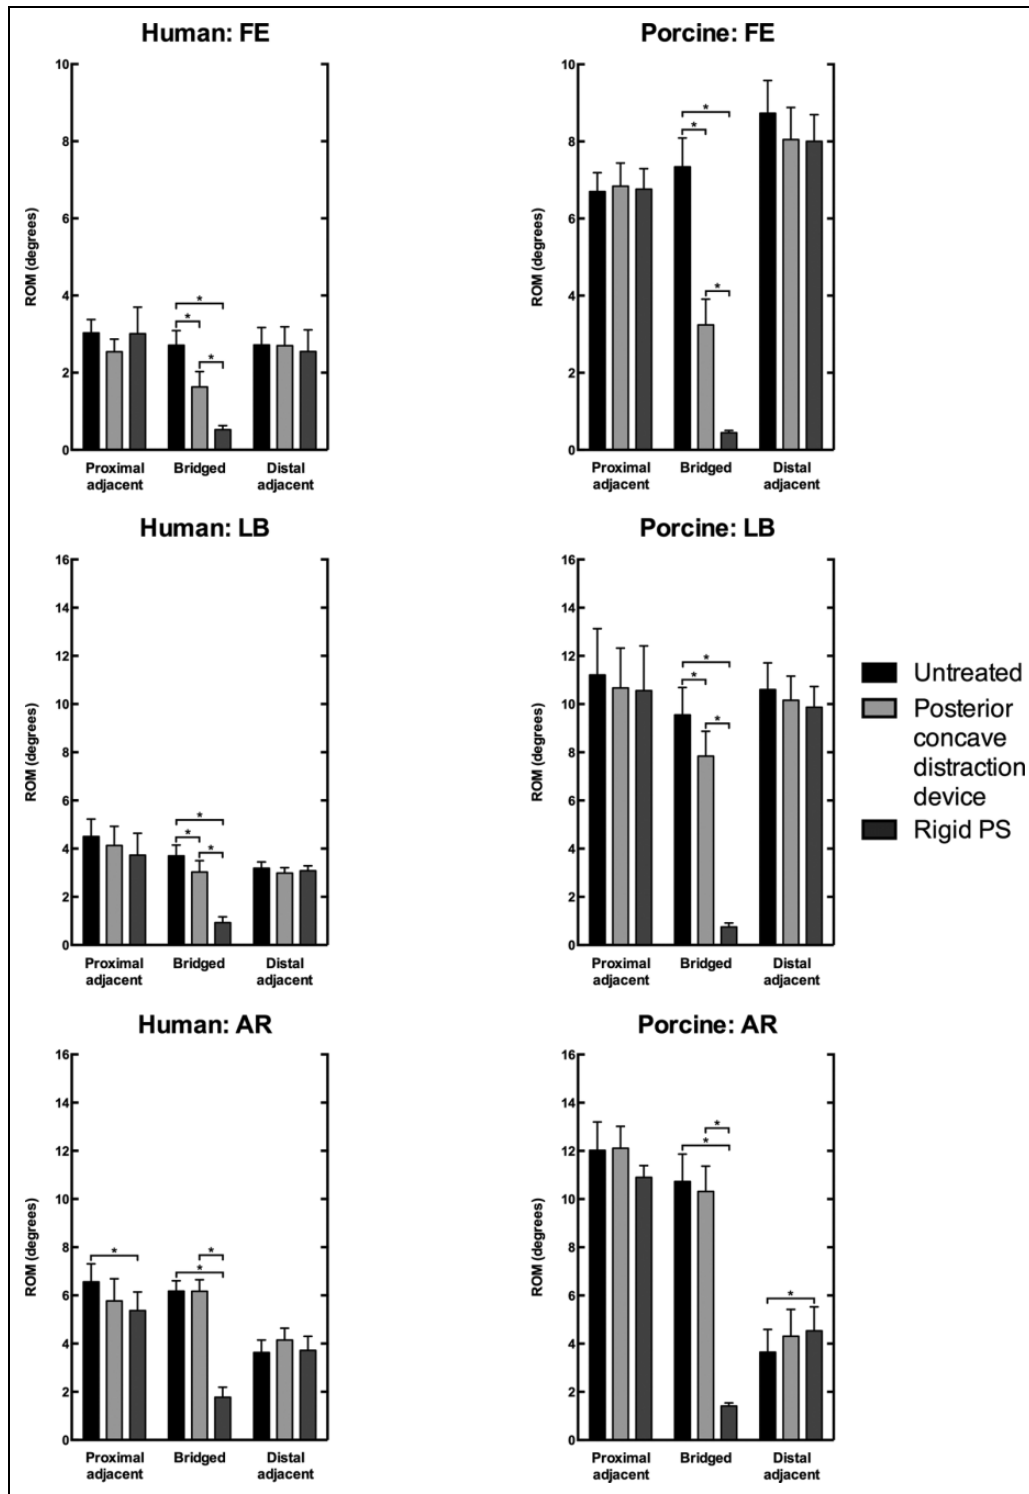 Human: FE
ROM (degrees)
10
8
6
4
2
0
*
*
*
Proximal adjacent
Bridged
Distal adjacent
Porcine: FE
ROM (degrees)
10
8
6
4
2
0
*
*
*
Proximal adjacent
Bridged
Distal adjacent
Human: LB
ROM (degrees)
16
14
12
10
8
6
4
2
0
*
*
*
Proximal adjacent
Bridged
Distal adjacent
Porcine: LB
ROM (degrees)
16
14
12
10
8
6
4
2
0
*
*
*
Proximal adjacent
Bridged
Distal adjacent
Untreated
Posterior
concave
distraction
device
Rigid PS
Human: AR
ROM (degrees)
16
14
12
10
8
6
4
2
0
*
*
*
Proximal adjacent
Bridged
Distal adjacent
Porcine: AR
ROM (degrees)
16
14
12
10
8
6
4
2
0
*
*
*
Proximal adjacent
Bridged
Distal adjacent